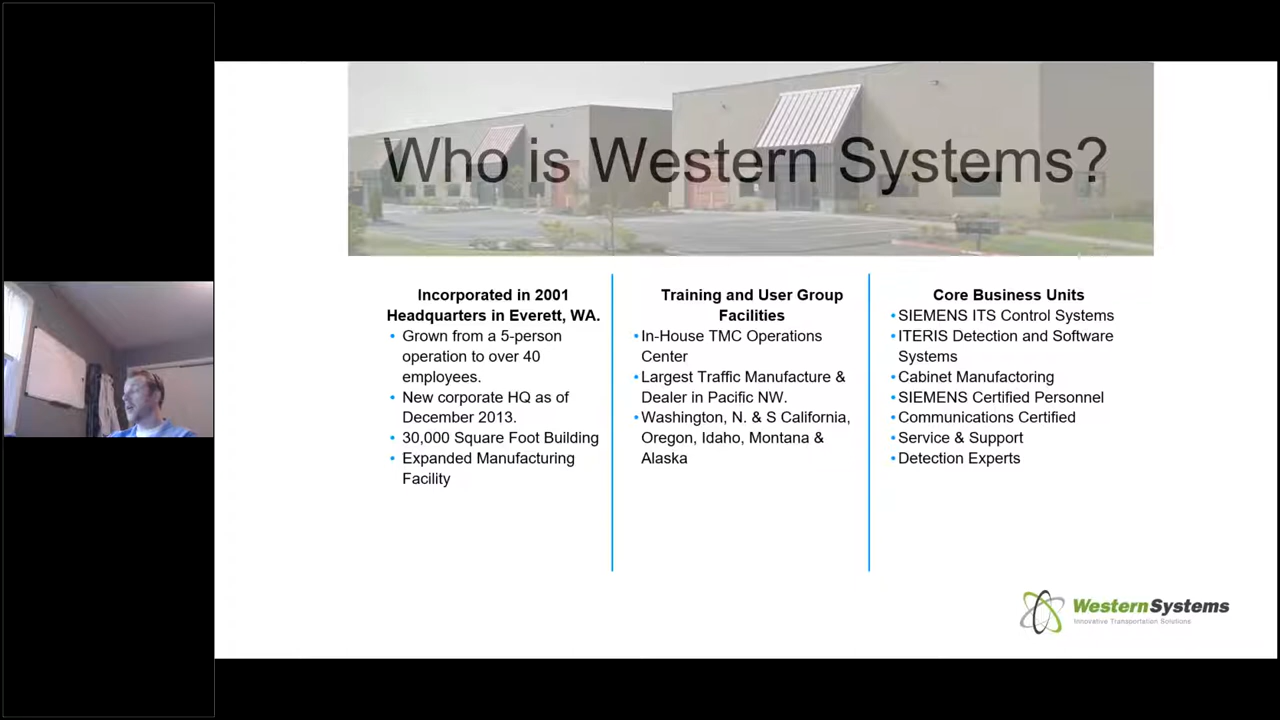 Who is Western Systems?
Incorporated in 2001
Headquarters in Everett, WA.
• Grown from a 5-person
operation to over 40
employees.
• New corporate HQ as of
December 2013.
• 30,000 Square Foot Building
• Expanded Manufacturing
Facility
Training and User Group
Facilities
• In-House TMC Operations
Center
• Largest Traffic Manufacture &
Dealer in Pacific NW.
• Washington, N. & S California,
Oregon, Idaho, Montana &
Alaska
Core Business Units
• SIEMENS ITS Control Systems
• ITERIS Detection and Software
Systems
• Cabinet Manufactoring
• SIEMENS Certified Personnel
• Communications Certified
• Service & Support
• Detection Experts
WesternSystems
Innovative Transportation Solutions